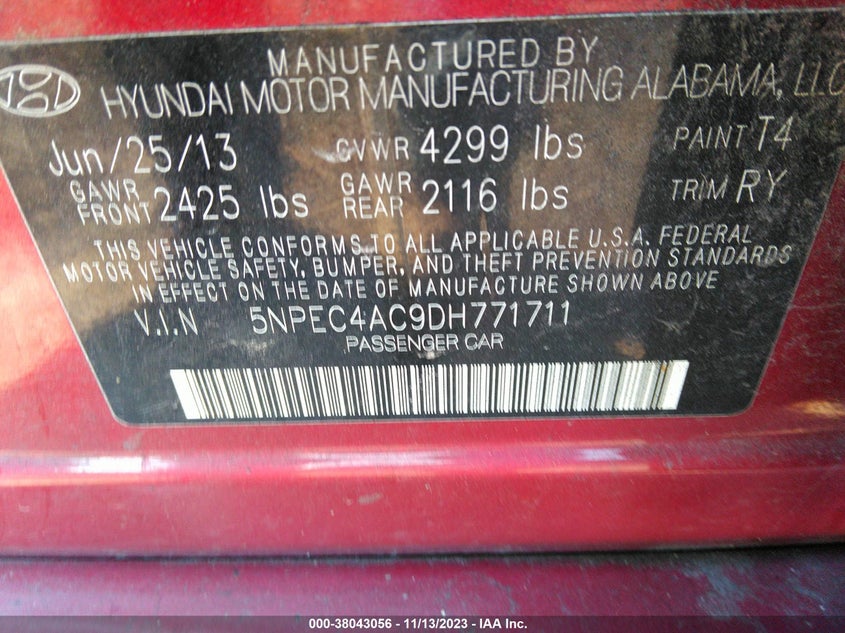 MANUFACTURED BY
HYUNDAI MOTOR MANUFACTURING ALABAMA, LLC
Jun/25/13 GVWR 4299 lbs PAINT T4
GAWR FRONT 2425 lbs GAWR REAR 2116 lbs TRIM RY
THIS VEHICLE CONFORMS TO ALL APPLICABLE U.S.A. FEDERAL
MOTOR VEHICLE SAFETY, BUMPER, AND THEFT PREVENTION STANDARDS
IN EFFECT ON THE DATE OF MANUFACTURE SHOWN ABOVE
V.I.N 5NPEC4AC9DH771711
PASSENGER CAR
000-38043056 - 11/13/2023 - IAA Inc.